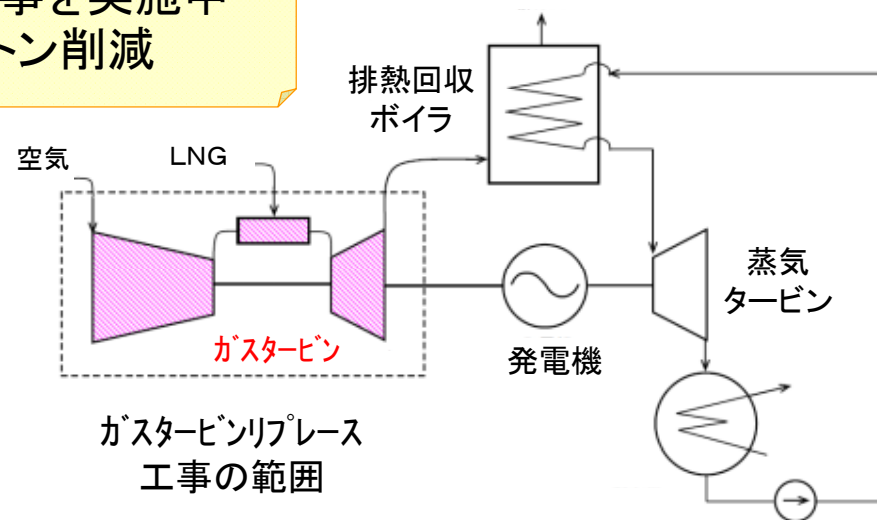 事を実施中
トン削減
排熱回収
ボイラ
空気
LNG
蒸気
タービン
ｶﾞｽﾀｰﾋﾞﾝ
発電機
ｶﾞｽﾀｰﾋﾞﾝﾘﾌﾟﾚｰｽ
工事の範囲